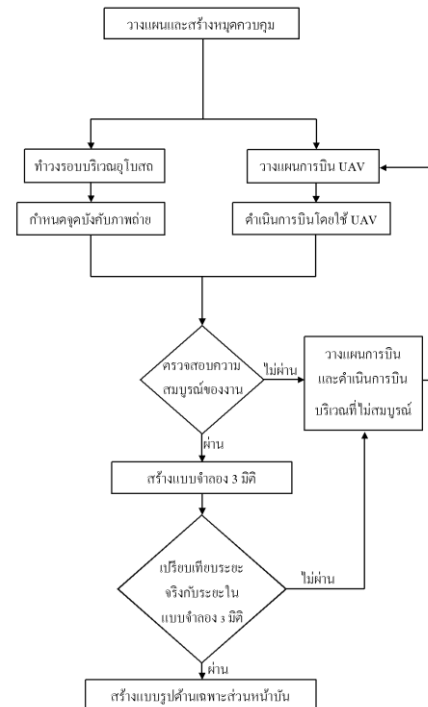 วางแผนและสร้างหมุดควบคุม
ทำวงรอบบริเวณอุโบสถ
วางแผนการบิน UAV
กำหนดจุดบังคับภาพถ่าย
ดำเนินการบินโดยใช้ UAV
ตรวจสอบความ
สมบูรณ์ของงาน
ไม่ผ่าน
วางแผนการบิน
และดำเนินการบิน
บริเวณที่ไม่สมบูรณ์
ผ่าน
สร้างแบบจำลอง 3 มิติ
เปรียบเทียบระยะ
จริงกับระยะใน
แบบจำลอง 3 มิติ
ไม่ผ่าน
ผ่าน
สร้างแบบรูปด้านเฉพาะส่วนหน้าบัน